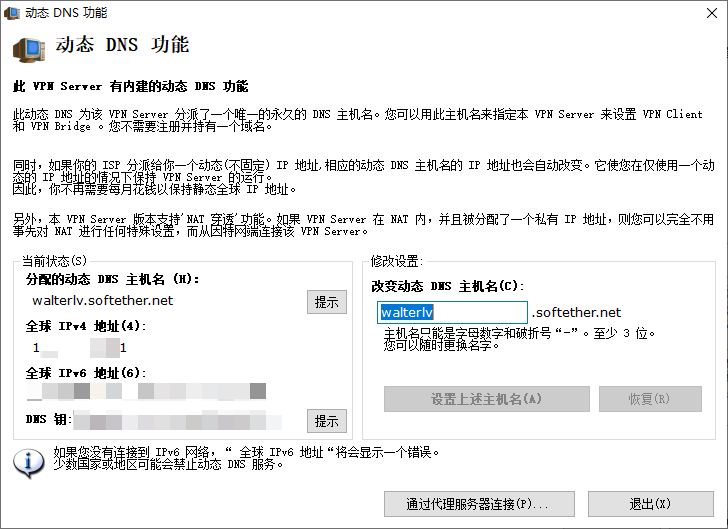 动态 DNS 功能
动态 DNS 功能
此 VPN Server 有内建的动态 DNS 功能
此动态 DNS 为该 VPN Server 分派了一个唯一的永久的 DNS 主机名。您可以用此主机名来指定本 VPN Server 来设置 VPN Client
和 VPN Bridge 。您不需要注册并持有一个域名。
同时，如果你的 ISP 分派给你一个动态(不固定) IP 地址,相应的动态 DNS 主机名的 IP 地址也会自动改变。它使您在仅使用一个动
态的 IP 地址的情况下保持 VPN Server 的运行。
因此，你不再需要每月花钱以保持静态全球 IP 地址。
另外，本 VPN Server 版本支持'NAT 穿透'功能。如果 VPN Server 在 NAT 内，并且被分配了一个私有 IP 地址，则您可以完全不用
事先对 NAT 进行任何特殊设置，而从因特网端连接该 VPN Server。
当前状态(S)
分配的动态 DNS 主机名 (H):
walterlv.softether.net
提示
全球 IPv4 地址(4):
1 1
全球 IPv6 地址(6):
DNS 钥:
提示
修改设置:
改变动态 DNS 主机名(C):
walterlv .softether.net
主机名只能是字母数字和破折号“-”。至少 3 位。
您可以随时更换名字。
设置上述主机名(A)
恢复(R)
如果您没有连接到 IPv6 网络，“ 全球 IPv6 地址“将会显示一个错误。
少数国家或地区可能会禁止动态 DNS 服务。
通过代理服务器连接(P)...
退出(X)